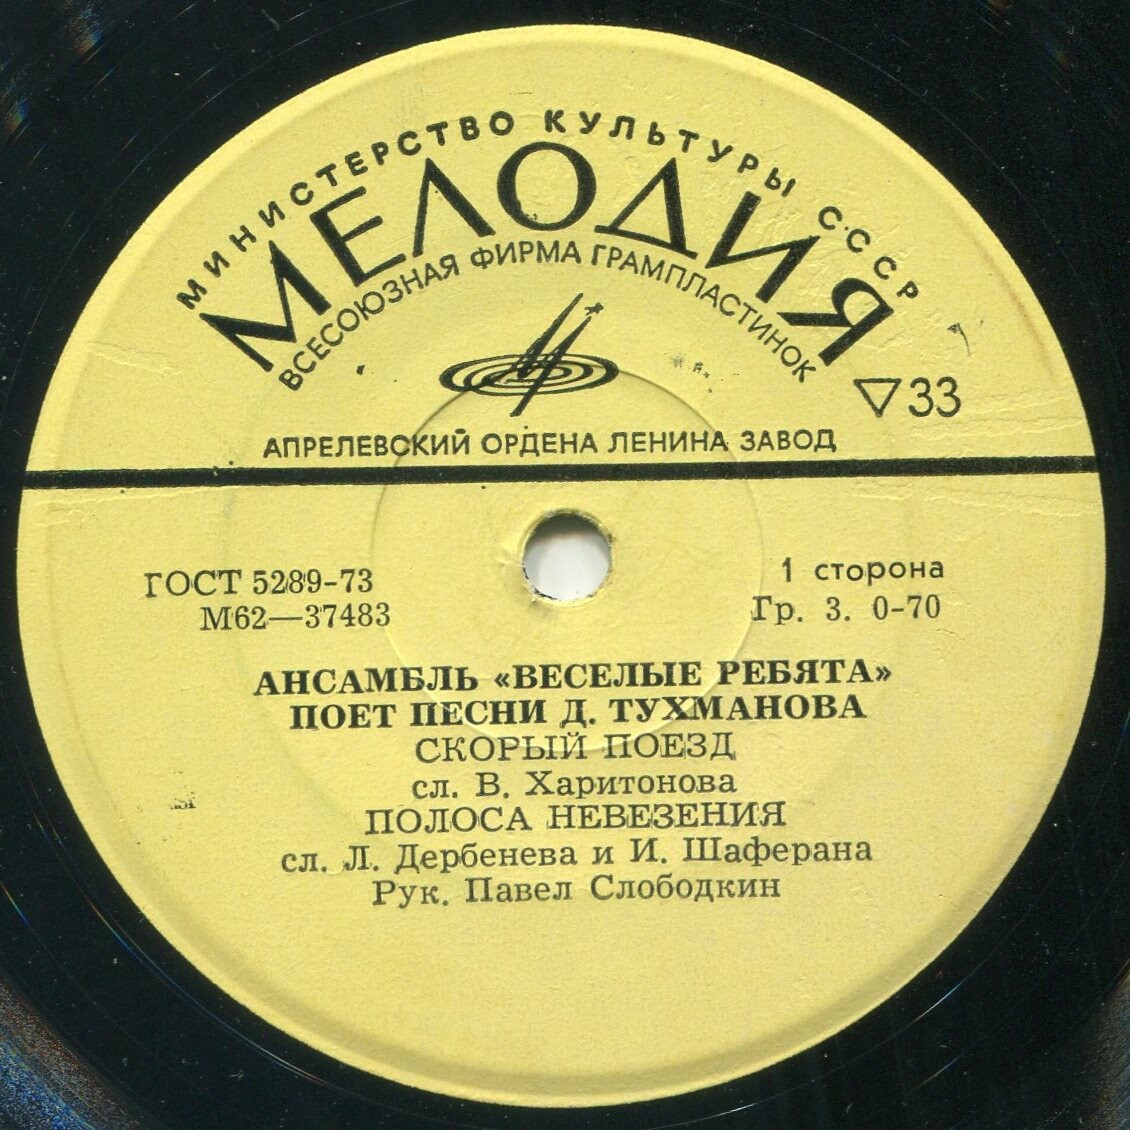 МИНИСТЕРСТВО КУЛЬТУРЫ СССР
МЕЛОДИЯ
ВСЕСОЮЗНАЯ ФИРМА ГРАМПЛАСТИНОК
▽33
АПРЕЛЕВСКИЙ ОРДЕНА ЛЕНИНА ЗАВОД
ГОСТ 5289-73
М62—37483
1 сторона
Гр. 3. 0-70
АНСАМБЛЬ «ВЕСЕЛЫЕ РЕБЯТА»
ПОЕТ ПЕСНИ Д. ТУХМАНОВА
СКОРЫЙ ПОЕЗД
сл. В. Харитонова
ПОЛОСА НЕВЕЗЕНИЯ
сл. Л. Дербенева и И. Шаферана
Рук. Павел Слободкин